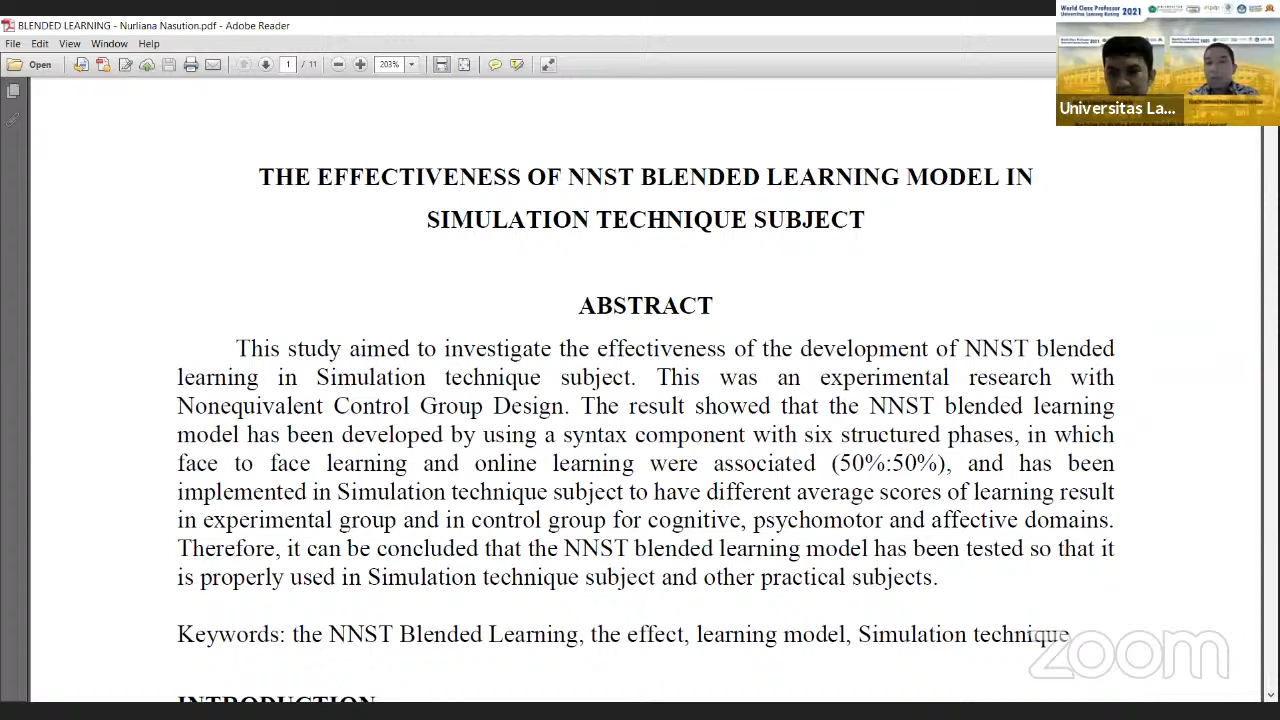 BLENDED LEARNING - Nurliana Nasution.pdf - Adobe Reader
World Class Professor
Universitas Lancang Kuning 2021
File Edit View Window Help
Open 1 / 11 203%
Universitas La...
THE EFFECTIVENESS OF NNST BLENDED LEARNING MODEL IN
SIMULATION TECHNIQUE SUBJECT
ABSTRACT
This study aimed to investigate the effectiveness of the development of NNST blended
learning in Simulation technique subject. This was an experimental research with
Nonequivalent Control Group Design. The result showed that the NNST blended learning
model has been developed by using a syntax component with six structured phases, in which
face to face learning and online learning were associated (50%:50%), and has been
implemented in Simulation technique subject to have different average scores of learning result
in experimental group and in control group for cognitive, psychomotor and affective domains.
Therefore, it can be concluded that the NNST blended learning model has been tested so that it
is properly used in Simulation technique subject and other practical subjects.
Keywords: the NNST Blended Learning, the effect, learning model, Simulation technique
zoom
INTRODUCTION